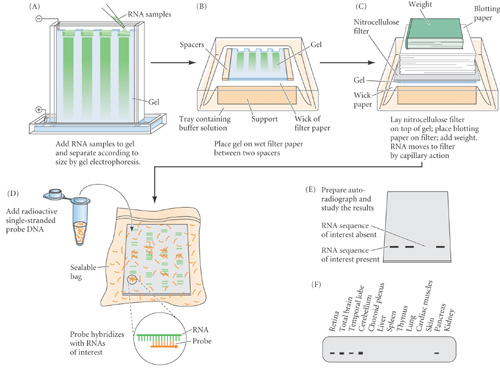 (A)
RNA samples
Gel
Add RNA samples to gel
and separate according to
size by gel electrophoresis.
(B)
Spacers
Gel
Tray containing
buffer solution
Support
Wick of
filter paper
Place gel on wet filter paper
between two spacers
(C)
Weight
Blotting
paper
Nitrocellulose
filter
Gel
Wick
paper
Lay nitrocellulose filter
on top of gel; place blotting
paper on filter; add weight.
RNA moves to filter
by capillary action
(D)
Add radioactive
single-stranded
probe DNA
Sealable
bag
Probe hybridizes
with RNAs
of interest
RNA
Probe
(E)
Prepare auto-
radiograph and
study the results
RNA sequence
of interest absent
RNA sequence
of interest present
(F)
Retina
Total brain
Temporal lobe
Cerebellum
Choroid plexus
Liver
Spleen
Thymus
Lung
Cardiac muscles
Skin
Pancreas
Kidney